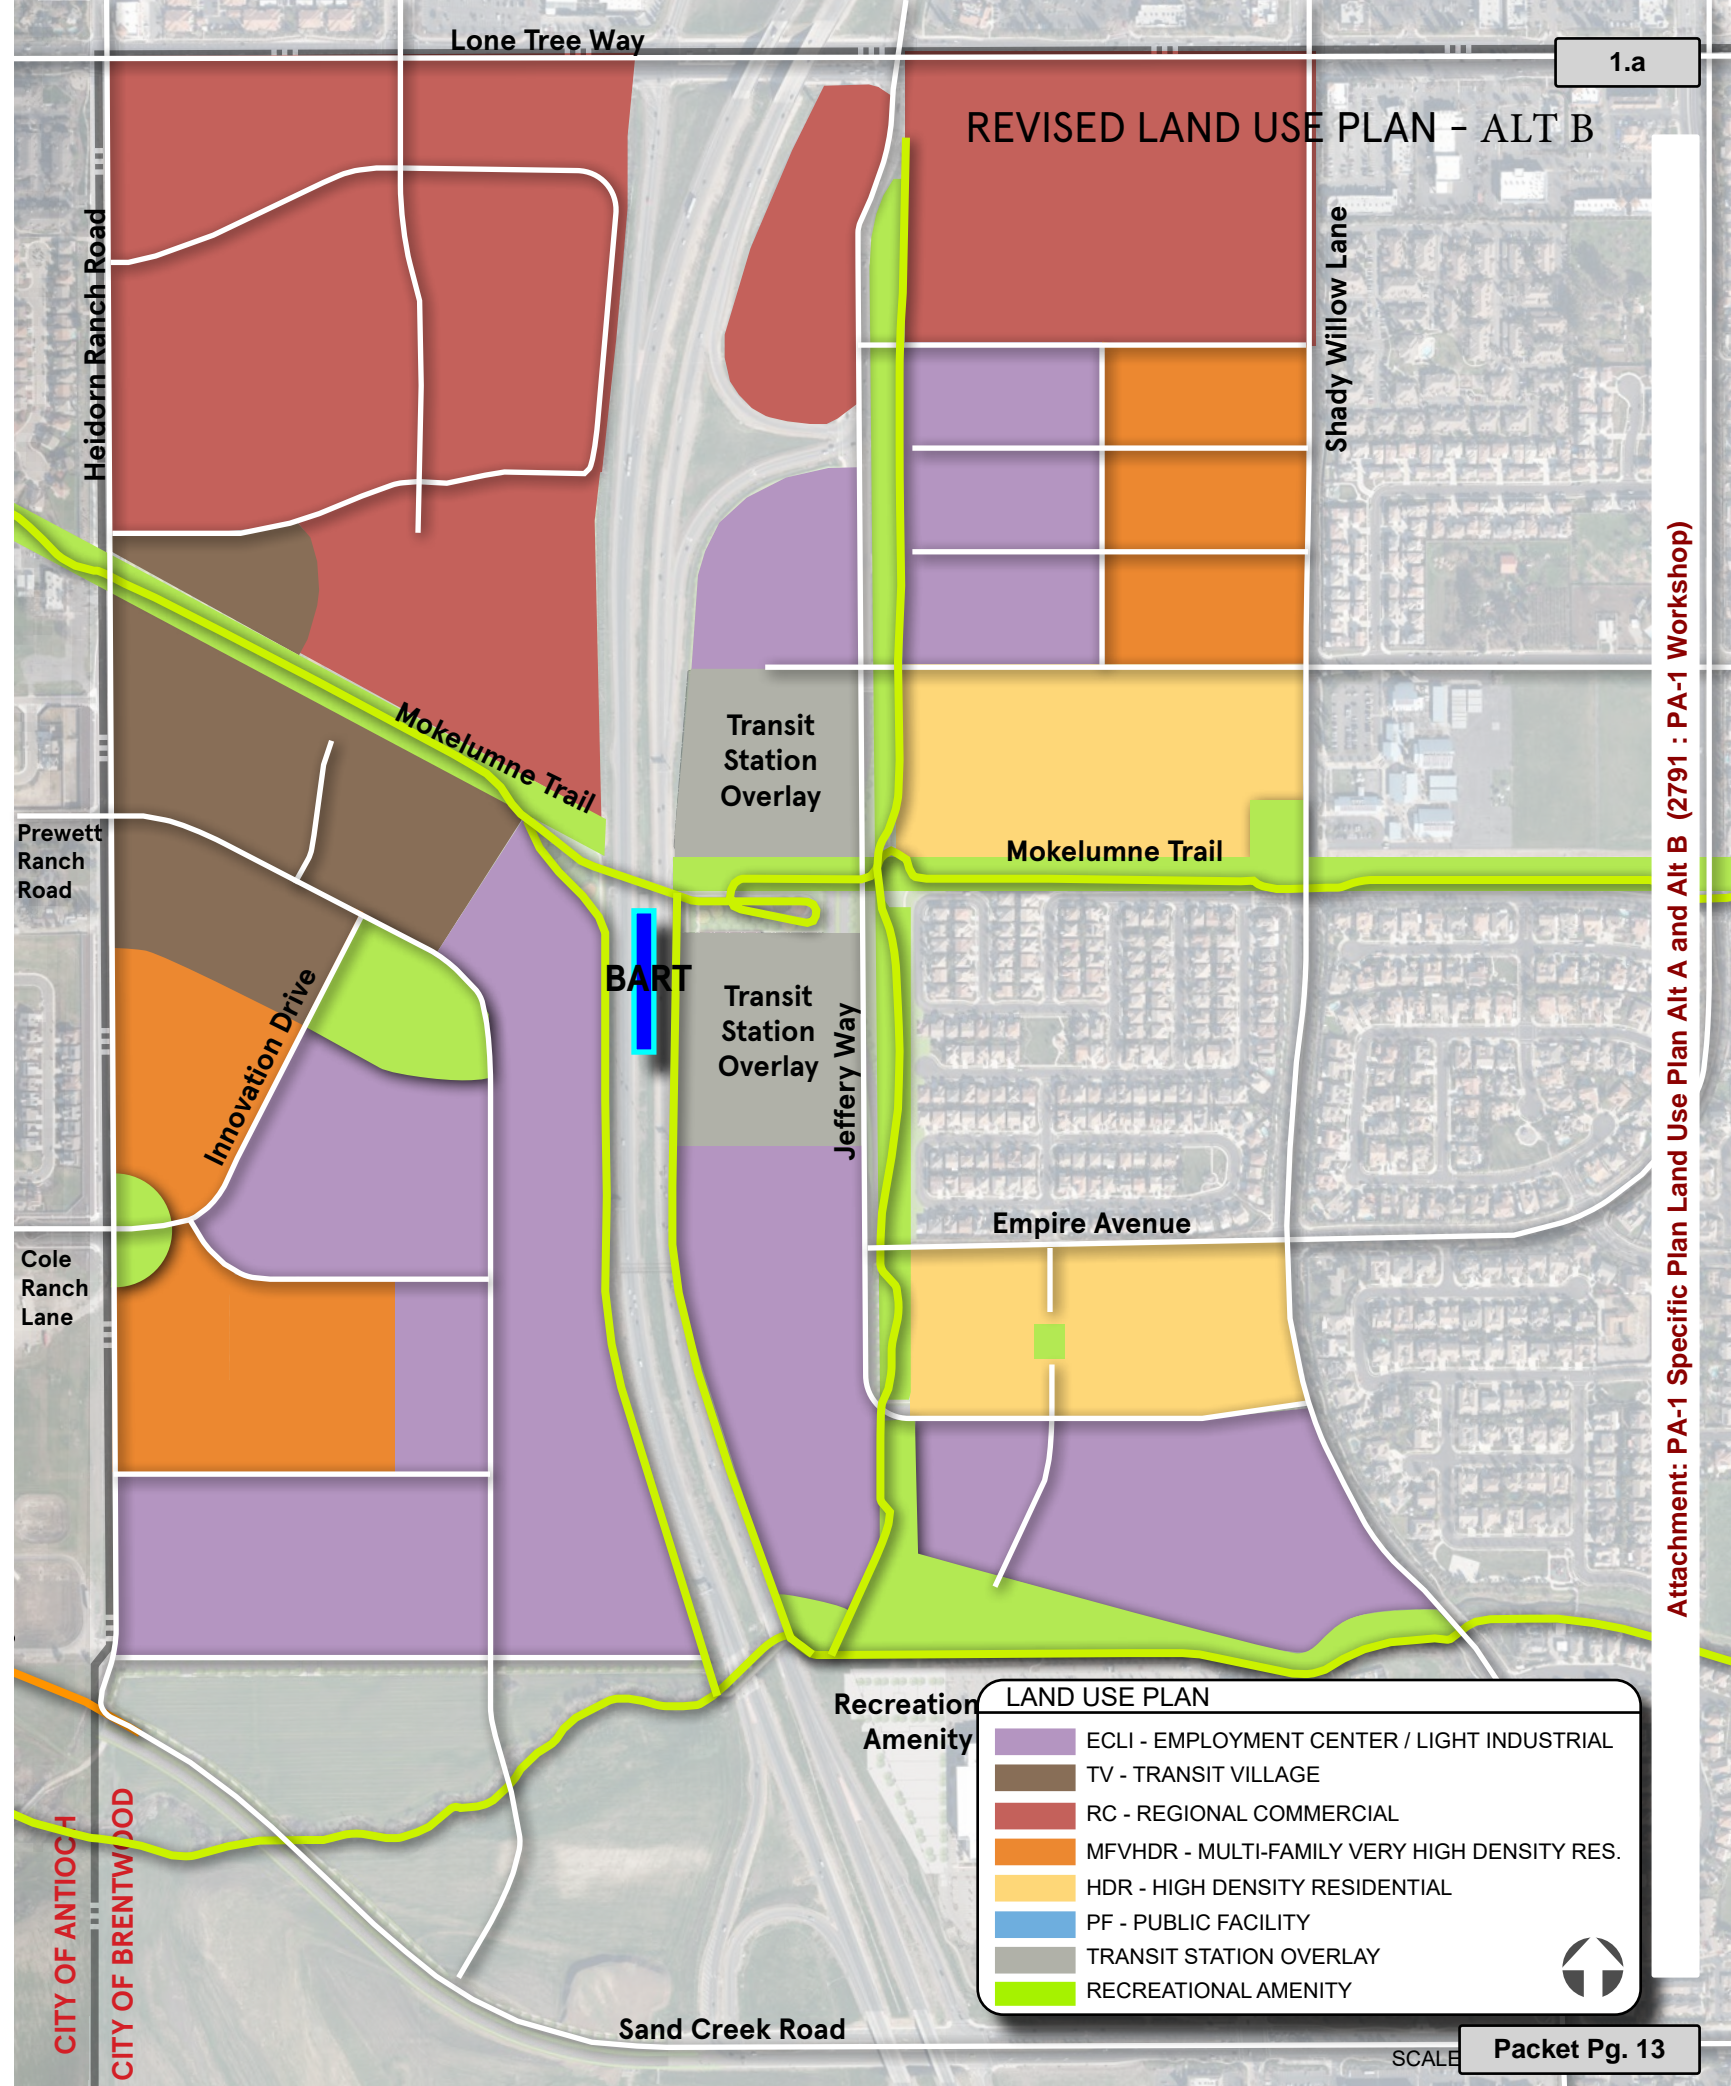 Lone Tree Way
1.a
REVISED LAND USE PLAN - ALT B
Heidorn Ranch Road
Shady Willow Lane
Attachment: PA-1 Specific Plan Land Use Plan Alt A and Alt B  (2791 : PA-1 Workshop)
Mokelumne Trail
Transit
Station
Overlay
Prewett
Ranch
Road
Mokelumne Trail
BART
Transit
Station
Overlay
Innovation Drive
Jeffery Way
Empire Avenue
Cole
Ranch
Lane
Recreation
Amenity
LAND USE PLAN
ECLI - EMPLOYMENT CENTER / LIGHT INDUSTRIAL
TV - TRANSIT VILLAGE
RC - REGIONAL COMMERCIAL
MFVHDR - MULTI-FAMILY VERY HIGH DENSITY RES.
HDR - HIGH DENSITY RESIDENTIAL
PF - PUBLIC FACILITY
TRANSIT STATION OVERLAY
RECREATIONAL AMENITY
CITY OF ANTIOCH
CITY OF BRENTWOOD
Sand Creek Road
SCALE
Packet Pg. 13